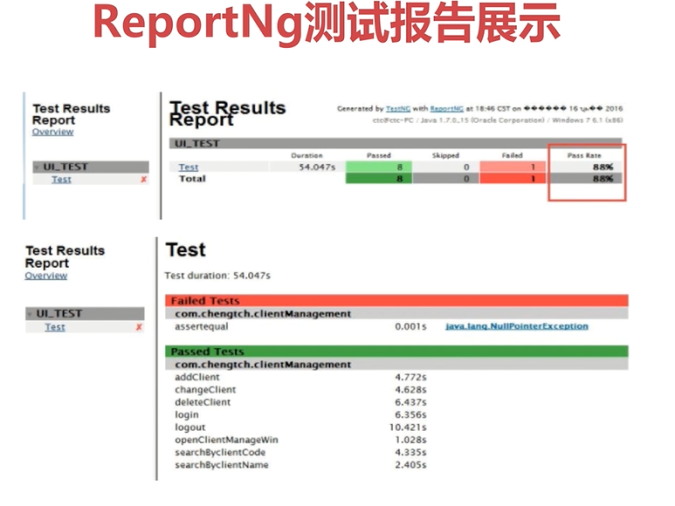 ReportNg测试报告展示
Test Results
Report
Overview
UI_TEST
Test ✗
Test Results
Report
Generated by TestNG with ReportNG at 18:46 CST on ������ 16 ��� 2016
ctc@ctc-PC / Java 1.7.0_15 (Oracle Corporation) / Windows 7 6.1 (x86)
UI_TEST
Duration Passed Skipped Failed Pass Rate
Test 54.047s 8 0 1 88%
Total 8 0 1 88%
Test Results
Report
Overview
UI_TEST
Test ✗
Test
Test duration: 54.047s
Failed Tests
com.chengtch.clientManagement
assertequal 0.001s java.lang.NullPointerException
Passed Tests
com.chengtch.clientManagement
addClient 4.772s
changeClient 4.628s
deleteClient 6.437s
login 6.356s
logout 10.421s
openClientManageWin 1.028s
searchByclientCode 4.335s
searchByclientName 2.405s